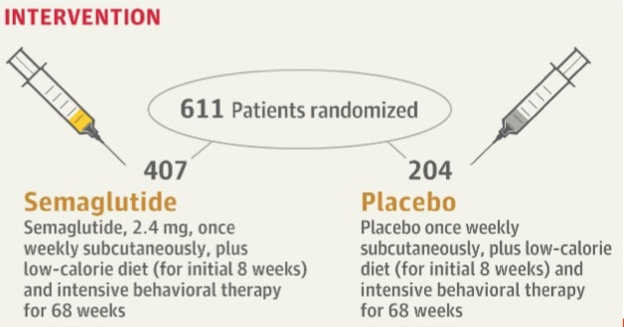 INTERVENTION
611 Patients randomized
407
Semaglutide
Semaglutide, 2.4 mg, once
weekly subcutaneously, plus
low-calorie diet (for initial 8 weeks)
and intensive behavioral therapy
for 68 weeks
204
Placebo
Placebo once weekly
subcutaneously, plus low-calorie
diet (for initial 8 weeks) and
intensive behavioral therapy
for 68 weeks